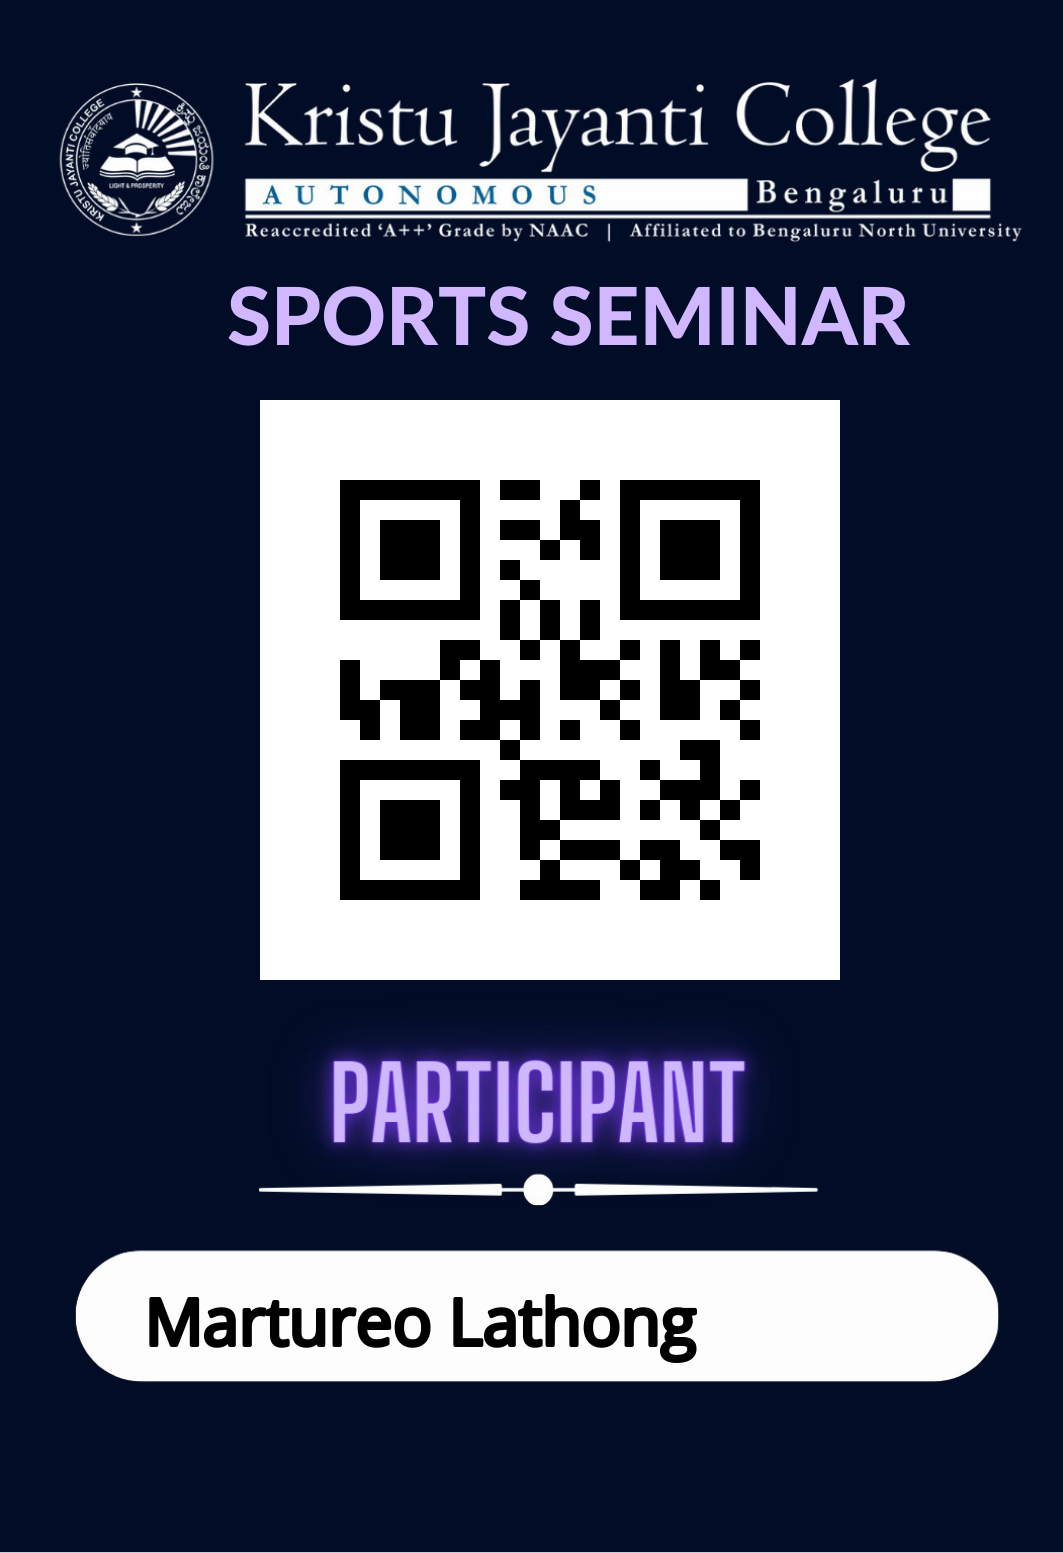 Kristu Jayanti College
AUTONOMOUS Bengaluru
Reaccredited ‘A++’ Grade by NAAC | Affiliated to Bengaluru North University
KRISTU JAYANTI COLLEGE
LIGHT & PROSPERITY
SPORTS SEMINAR
PARTICIPANT
Martureo Lathong